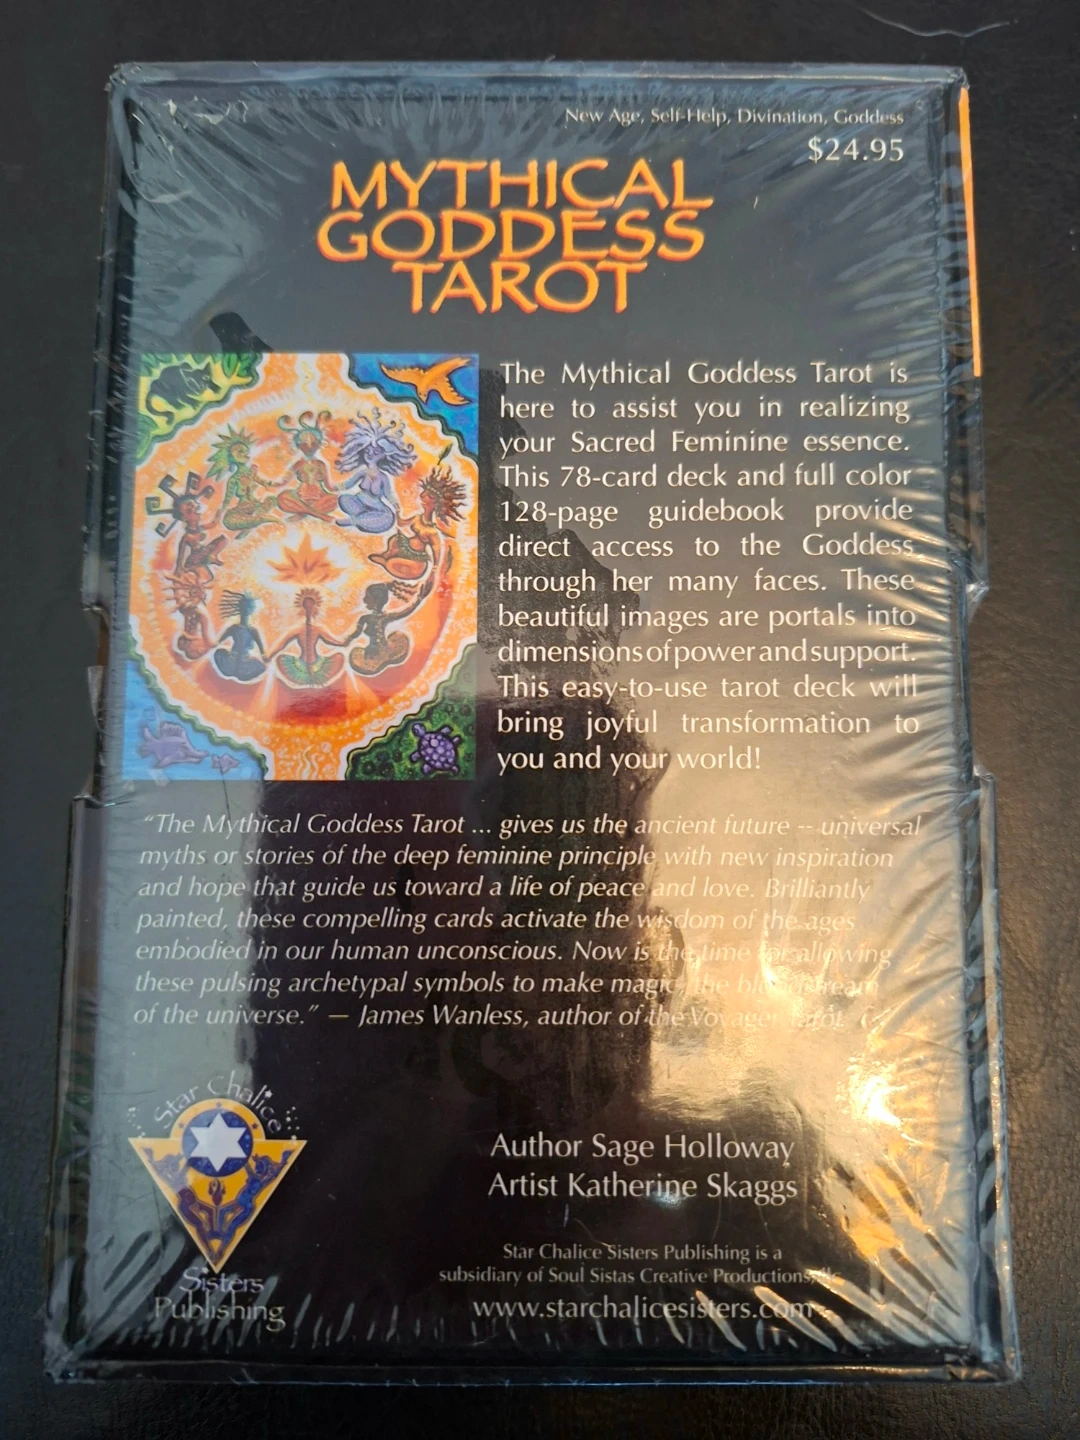 New Age, Self-Help, Divination, Goddess
$24.95
MYTHICAL
GODDESS
TAROT
The Mythical Goddess Tarot is
here to assist you in realizing
your Sacred Feminine essence.
This 78-card deck and full color
128-page guidebook provide
direct access to the Goddess
through her many faces. These
beautiful images are portals into
dimensions of power and support.
This easy-to-use tarot deck will
bring joyful transformation to
you and your world!
“The Mythical Goddess Tarot ... gives us the ancient future -- universal
myths or stories of the deep feminine principle with new inspiration
and hope that guide us toward a life of peace and love. Brilliantly
painted, these compelling cards activate the wisdom of the ages
embodied in our human unconscious. Now is the time for allowing
these pulsing archetypal symbols to make magic, the bloodstream
of the universe.” — James Wanless, author of the Voyager Tarot
Star Chalice
Sisters
Publishing
Author Sage Holloway
Artist Katherine Skaggs
Star Chalice Sisters Publishing is a
subsidiary of Soul Sistas Creative Productions,
www.starchalicesisters.com